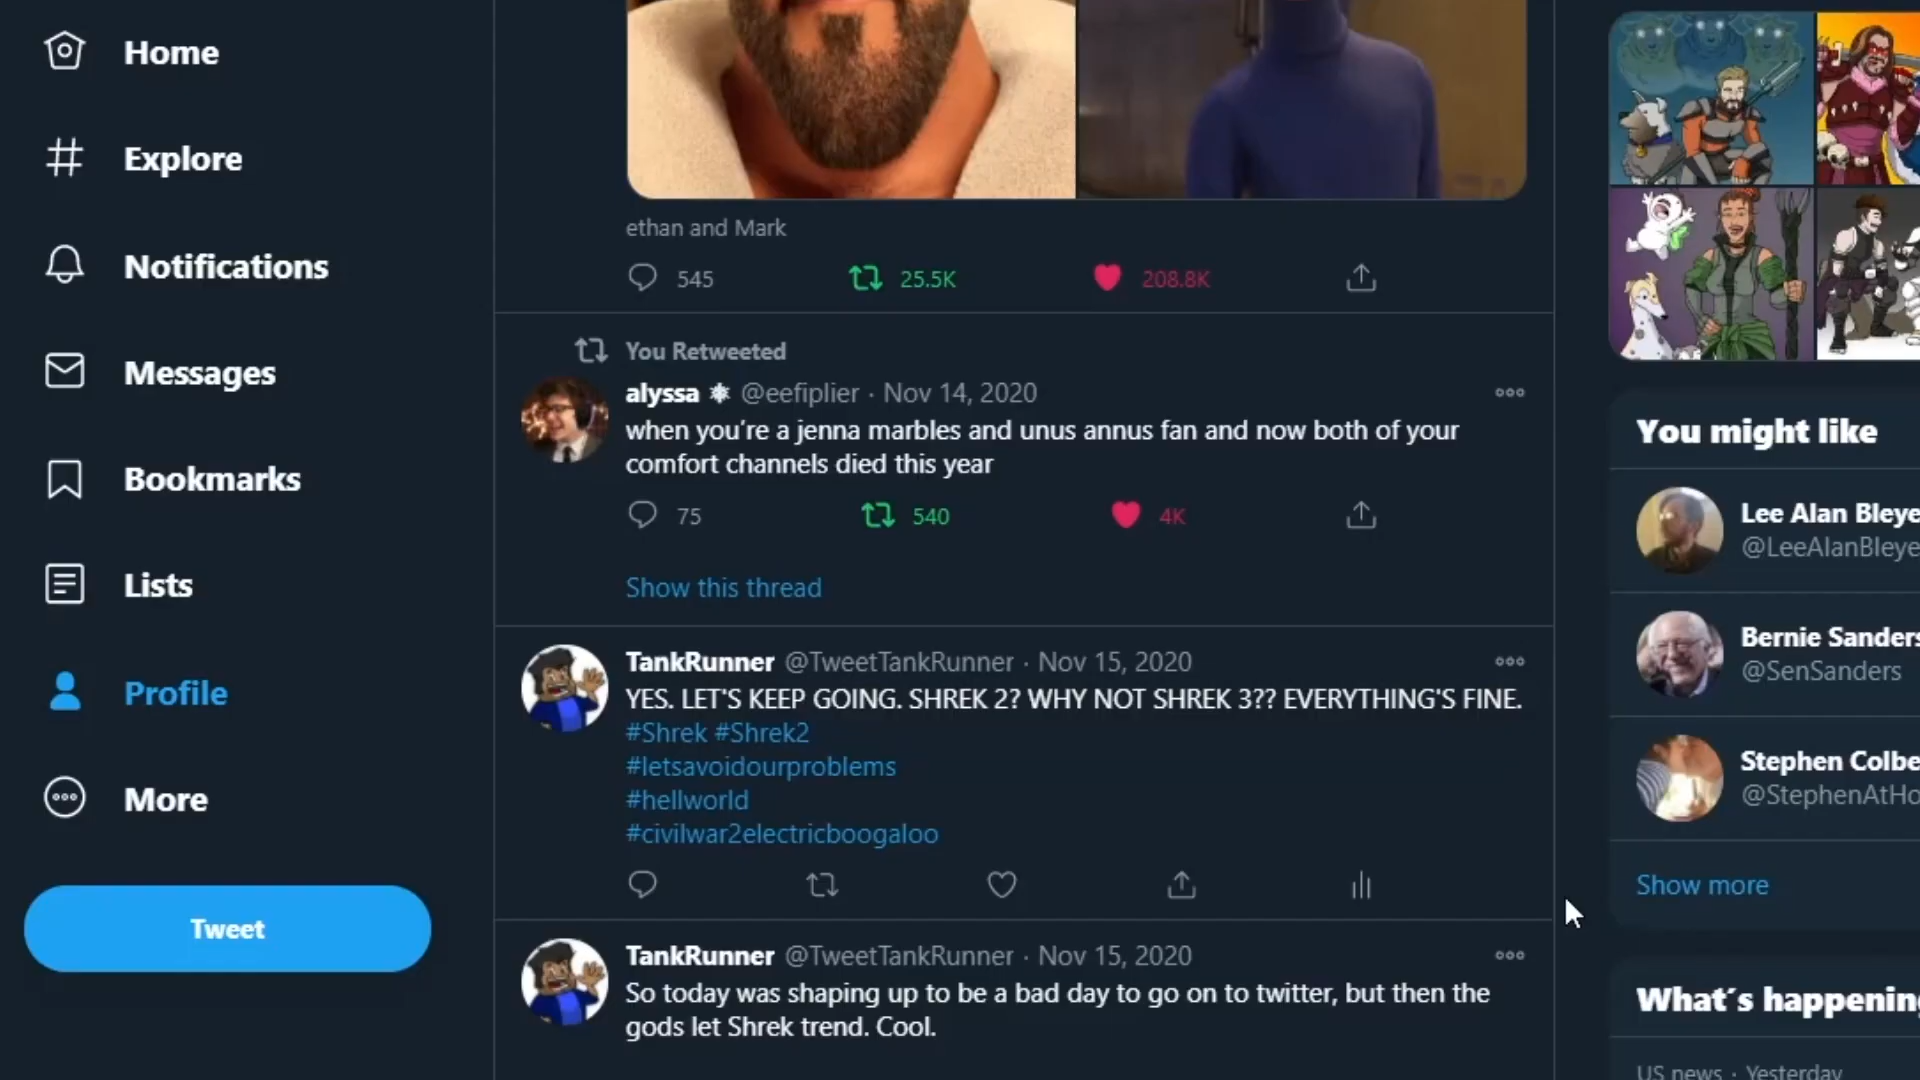 Home
Explore
Notifications
Messages
Bookmarks
Lists
Profile
More
Tweet
ethan and Mark
545 25.5K 208.8K
You Retweeted
alyssa @eefiplier · Nov 14, 2020
when you're a jenna marbles and unus annus fan and now both of your
comfort channels died this year
75 540 4K
Show this thread
TankRunner @TweetTankRunner · Nov 15, 2020
YES. LET'S KEEP GOING. SHREK 2? WHY NOT SHREK 3?? EVERYTHING'S FINE.
#Shrek #Shrek2
#letsavoidourproblems
#hellworld
#civilwar2electricboogaloo
TankRunner @TweetTankRunner · Nov 15, 2020
So today was shaping up to be a bad day to go on to twitter, but then the
gods let Shrek trend. Cool.
You might like
Lee Alan Bleye
@LeeAlanBleye
Bernie Sanders
@SenSanders
Stephen Colbe
@StephenAtHo
Show more
What´s happening
US news · Yesterday